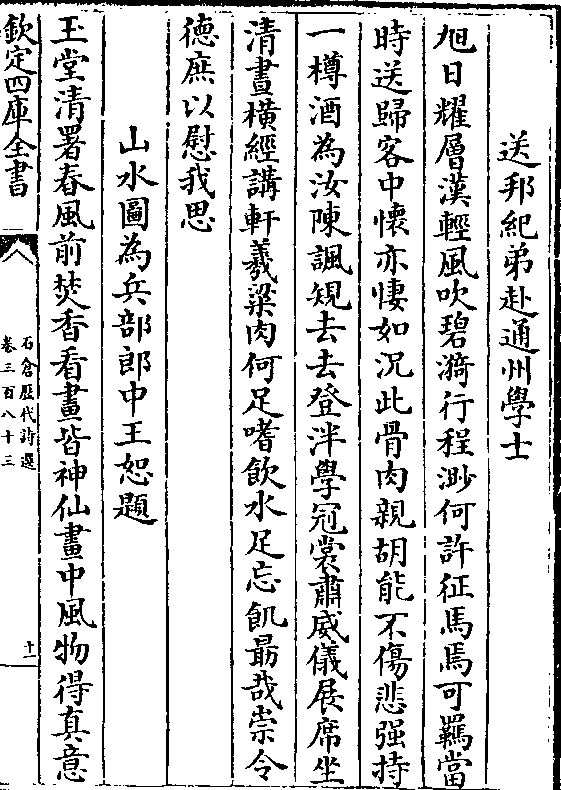 送邦紀弟赴通州學士
旭日耀層漢輕風吹碧漪行程渺何許征馬焉可羈當
時送歸客中懷亦悽如況此骨肉親胡能不傷悲强持
一樽酒為汝陳諷規去去登泮學冠裳肅威儀展席坐
清晝橫經講軒羲粱肉何足嗜飲水足忘飢朂哉崇令
德庶以慰我思
山水圖為兵部郎中王恕題
玉堂清署春風前焚香看畫皆神仙畫中風物得真意
欽定四庫全書
石倉歷代詩選
卷三百八十三
十一